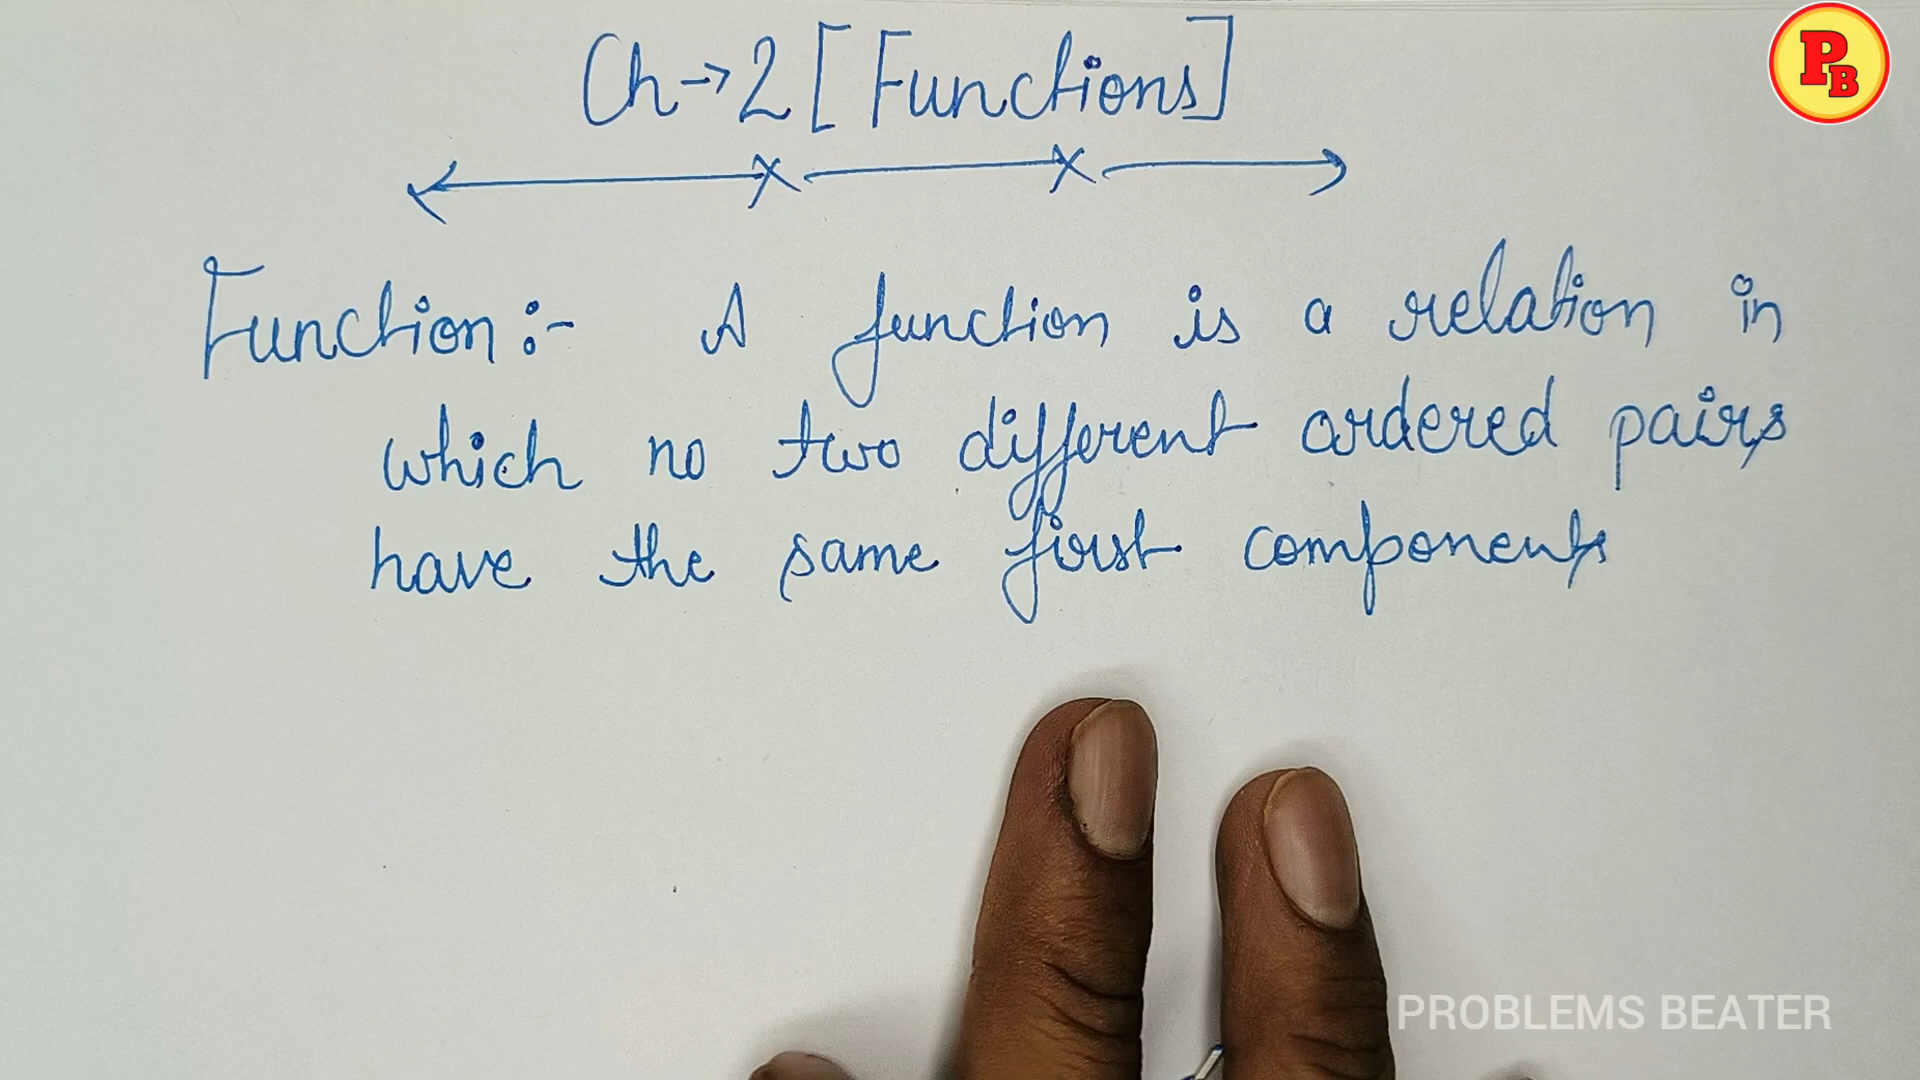 Ch→2 [Functions]
PB
Function:- A function is a relation in
which no two different ordered pairs
have the same first components
PROBLEMS BEATER